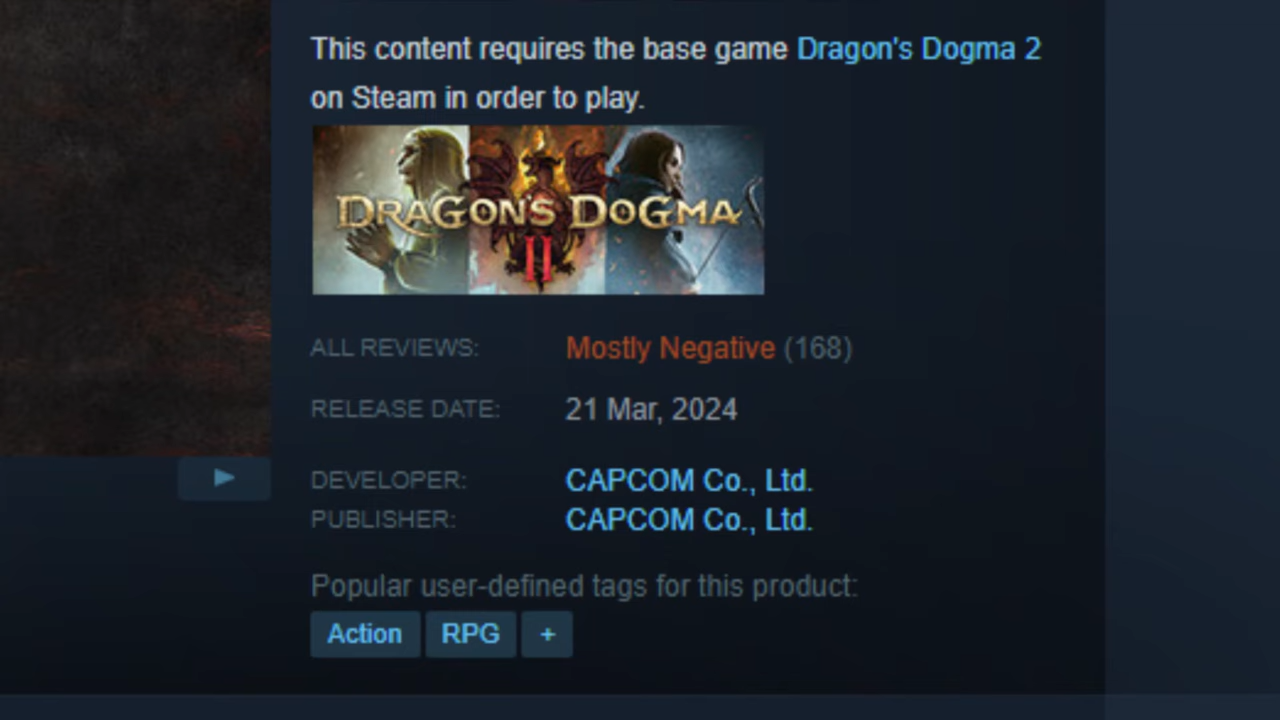 This content requires the base game Dragon's Dogma 2
on Steam in order to play.
DRAGON'S DOGMA
II
ALL REVIEWS: Mostly Negative (168)
RELEASE DATE: 21 Mar, 2024
DEVELOPER: CAPCOM Co., Ltd.
PUBLISHER: CAPCOM Co., Ltd.
Popular user-defined tags for this product:
Action RPG +